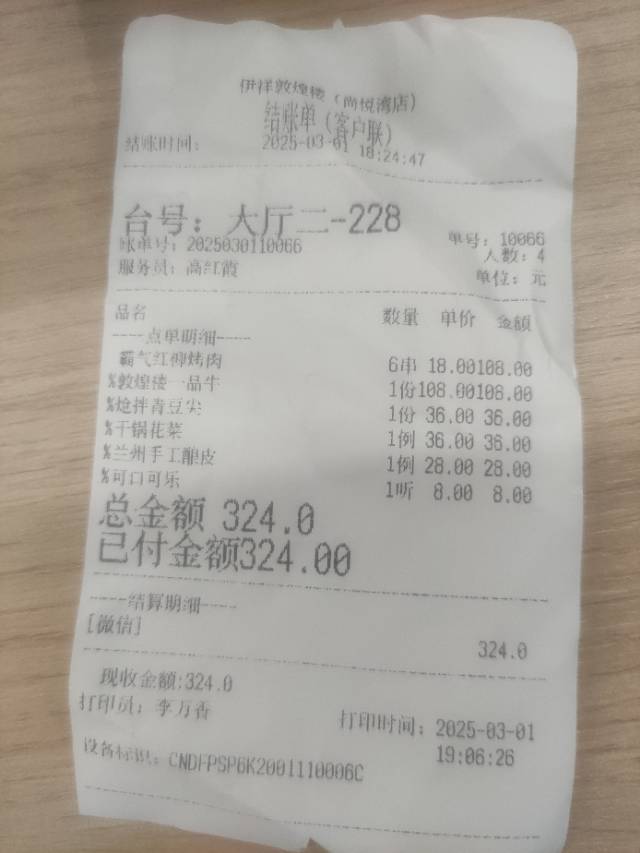 伊祥敦煌楼（尚悦湾店）
结账单（客户联）
结账时间： 2025-03-01 18:24:47
台号：大厅二-228
账单号：2025030110066 单号：10066
人数：4
服务员：高红霞 单位：元
品名 数量 单价 金额
----点单明细-----
霸气红柳烤肉 6串 18.00108.00
%敦煌楼一品牛 1份108.00108.00
%炝拌青豆尖 1份 36.00 36.00
%干锅花菜 1例 36.00 36.00
%兰州手工酿皮 1例 28.00 28.00
%可口可乐 1听 8.00 8.00
总金额 324.0
已付金额324.00
-----结算明细-----
[微信] 324.0
现收金额:324.0
打印员：李万香 打印时间：2025-03-01
19:06:26
设备标识：CNDFPSP6K2001110006C